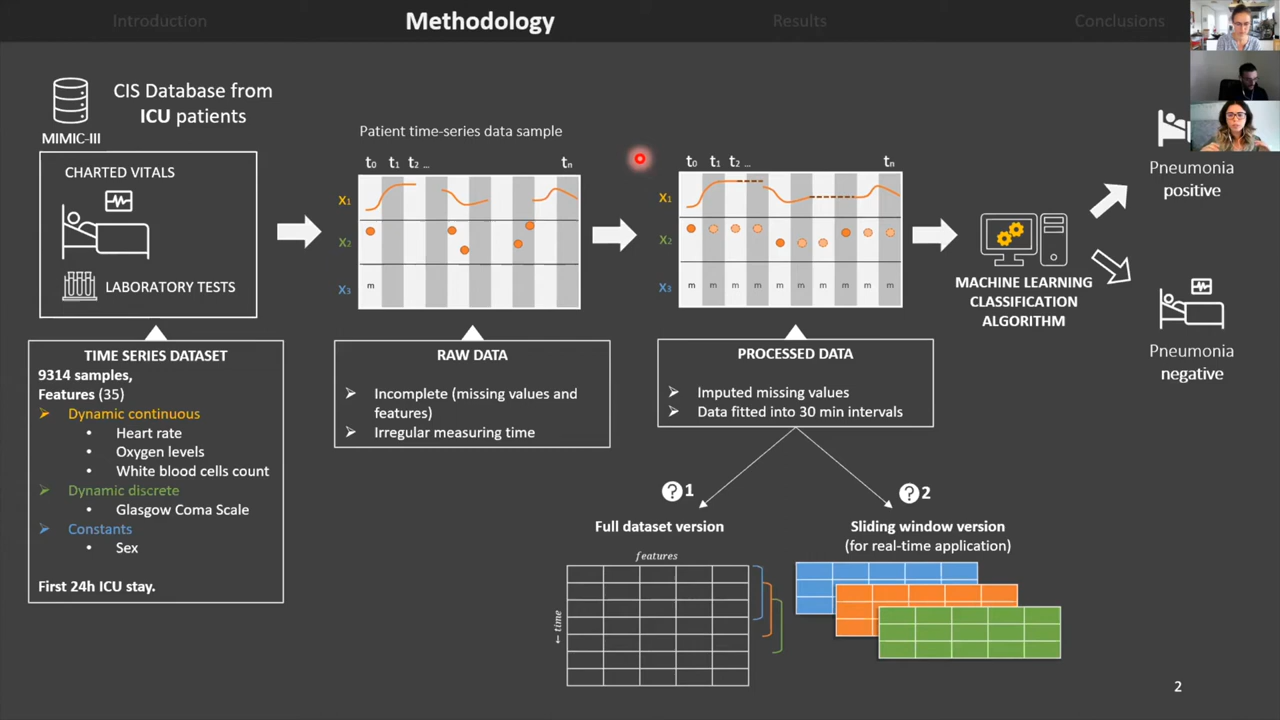 Introduction
Methodology
Results
Conclusions
CIS Database from
ICU patients
MIMIC-III
CHARTED VITALS
LABORATORY TESTS
TIME SERIES DATASET
9314 samples,
Features (35)
➢ Dynamic continuous
• Heart rate
• Oxygen levels
• White blood cells count
➢ Dynamic discrete
• Glasgow Coma Scale
➢ Constants
• Sex
First 24h ICU stay.
Patient time-series data sample
t₀ t₁ t₂ ... tₙ
X₁
X₂
X₃
m
RAW DATA
➢ Incomplete (missing values and
features)
➢ Irregular measuring time
t₀ t₁ t₂ ... tₙ
X₁
X₂
X₃
m m m m m m m m m m
PROCESSED DATA
➢ Imputed missing values
➢ Data fitted into 30 min intervals
?1
Full dataset version
features
← time
?2
Sliding window version
(for real-time application)
MACHINE LEARNING
CLASSIFICATION
ALGORITHM
Pneumonia
positive
Pneumonia
negative
2